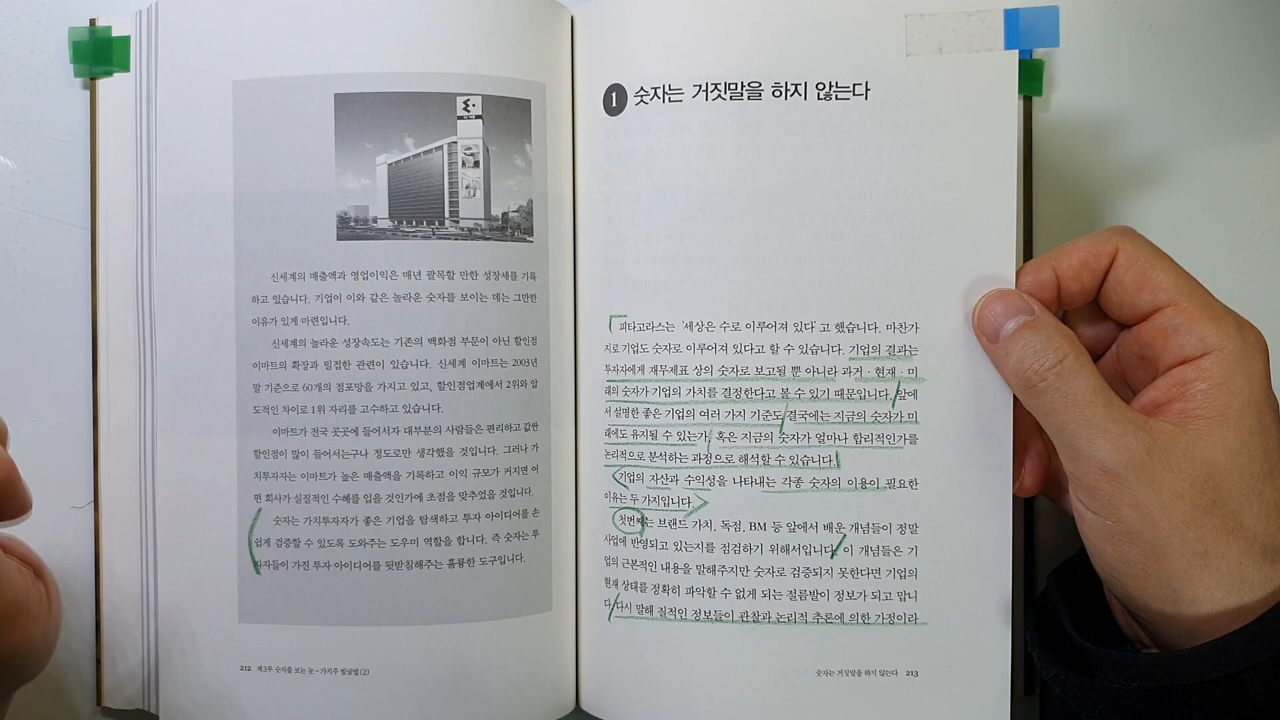 신세계의 매출액과 영업이익은 매년 괄목할 만한 성장세를 기록
하고 있습니다. 기업이 이와 같은 놀라운 숫자를 보이는 데는 그만한
이유가 있게 마련입니다.
신세계의 놀라운 성장속도는 기존의 백화점 부문이 아닌 할인점
이마트의 확장과 밀접한 관련이 있습니다. 신세계 이마트는 2003년
말 기준으로 60개의 점포망을 가지고 있고, 할인점업계에서 2위와 압
도적인 차이로 1위 자리를 고수하고 있습니다.
이마트가 전국 곳곳에 들어서자 대부분의 사람들은 편리하고 값싼
할인점이 많이 들어서는구나 정도로만 생각했을 것입니다. 그러나 가
치투자자는 이마트가 높은 매출액을 기록하고 이익 규모가 커지면 어
떤 회사가 실질적인 수혜를 입을 것인가에 초점을 맞추었을 것입니다.
숫자는 가치투자자가 좋은 기업을 탐색하고 투자 아이디어를 손
쉽게 검증할 수 있도록 도와주는 도우미 역할을 합니다. 즉 숫자는 투
자자들이 가진 투자 아이디어를 뒷받침해주는 훌륭한 도구입니다.
212 제3부 숫자를 보는 눈 – 가치주 발굴법(2)
1 숫자는 거짓말을 하지 않는다
피타고라스는 '세상은 수로 이루어져 있다'고 했습니다. 마찬가
지로 기업도 숫자로 이루어져 있다고 할 수 있습니다. 기업의 결과는
투자자에게 재무제표 상의 숫자로 보고될 뿐 아니라 과거 · 현재 · 미
래의 숫자가 기업의 가치를 결정한다고 볼 수 있기 때문입니다. 앞에
서 설명한 좋은 기업의 여러 가지 기준도 결국에는 지금의 숫자가 미
래에도 유지될 수 있는가, 혹은 지금의 숫자가 얼마나 합리적인가를
논리적으로 분석하는 과정으로 해석할 수 있습니다.
기업의 자산과 수익성을 나타내는 각종 숫자의 이용이 필요한
이유는 두 가지입니다.
첫번째는 브랜드 가치, 독점, BM 등 앞에서 배운 개념들이 정말
사업에 반영되고 있는지를 점검하기 위해서입니다. 이 개념들은 기
업의 근본적인 내용을 말해주지만 숫자로 검증되지 못한다면 기업의
현재 상태를 정확히 파악할 수 없게 되는 절름발이 정보가 되고 맙니
다. 다시 말해 질적인 정보들이 관찰과 논리적 추론에 의한 가정이라
숫자는 거짓말을 하지 않는다 213